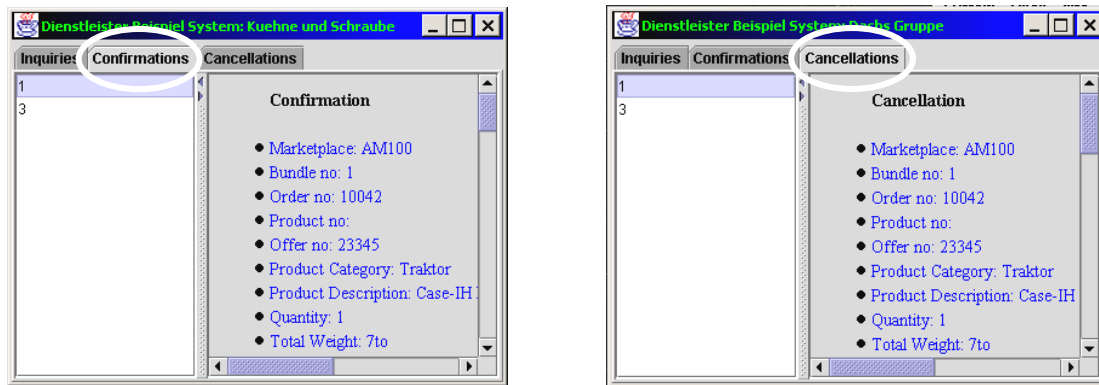 Dienstleister Beispiel System: Kuehne und Schraube
Inquiries Confirmations Cancellations
1
3
Confirmation
Marketplace: AM100
Bundle no: 1
Order no: 10042
Product no:
Offer no: 23345
Product Category: Traktor
Product Description: Case-IH
Quantity: 1
Total Weight: 7to
Dienstleister Beispiel System: Dachs Gruppe
Inquiries Confirmations Cancellations
1
3
Cancellation
Marketplace: AM100
Bundle no: 1
Order no: 10042
Product no:
Offer no: 23345
Product Category: Traktor
Product Description: Case-IH
Quantity: 1
Total Weight: 7to